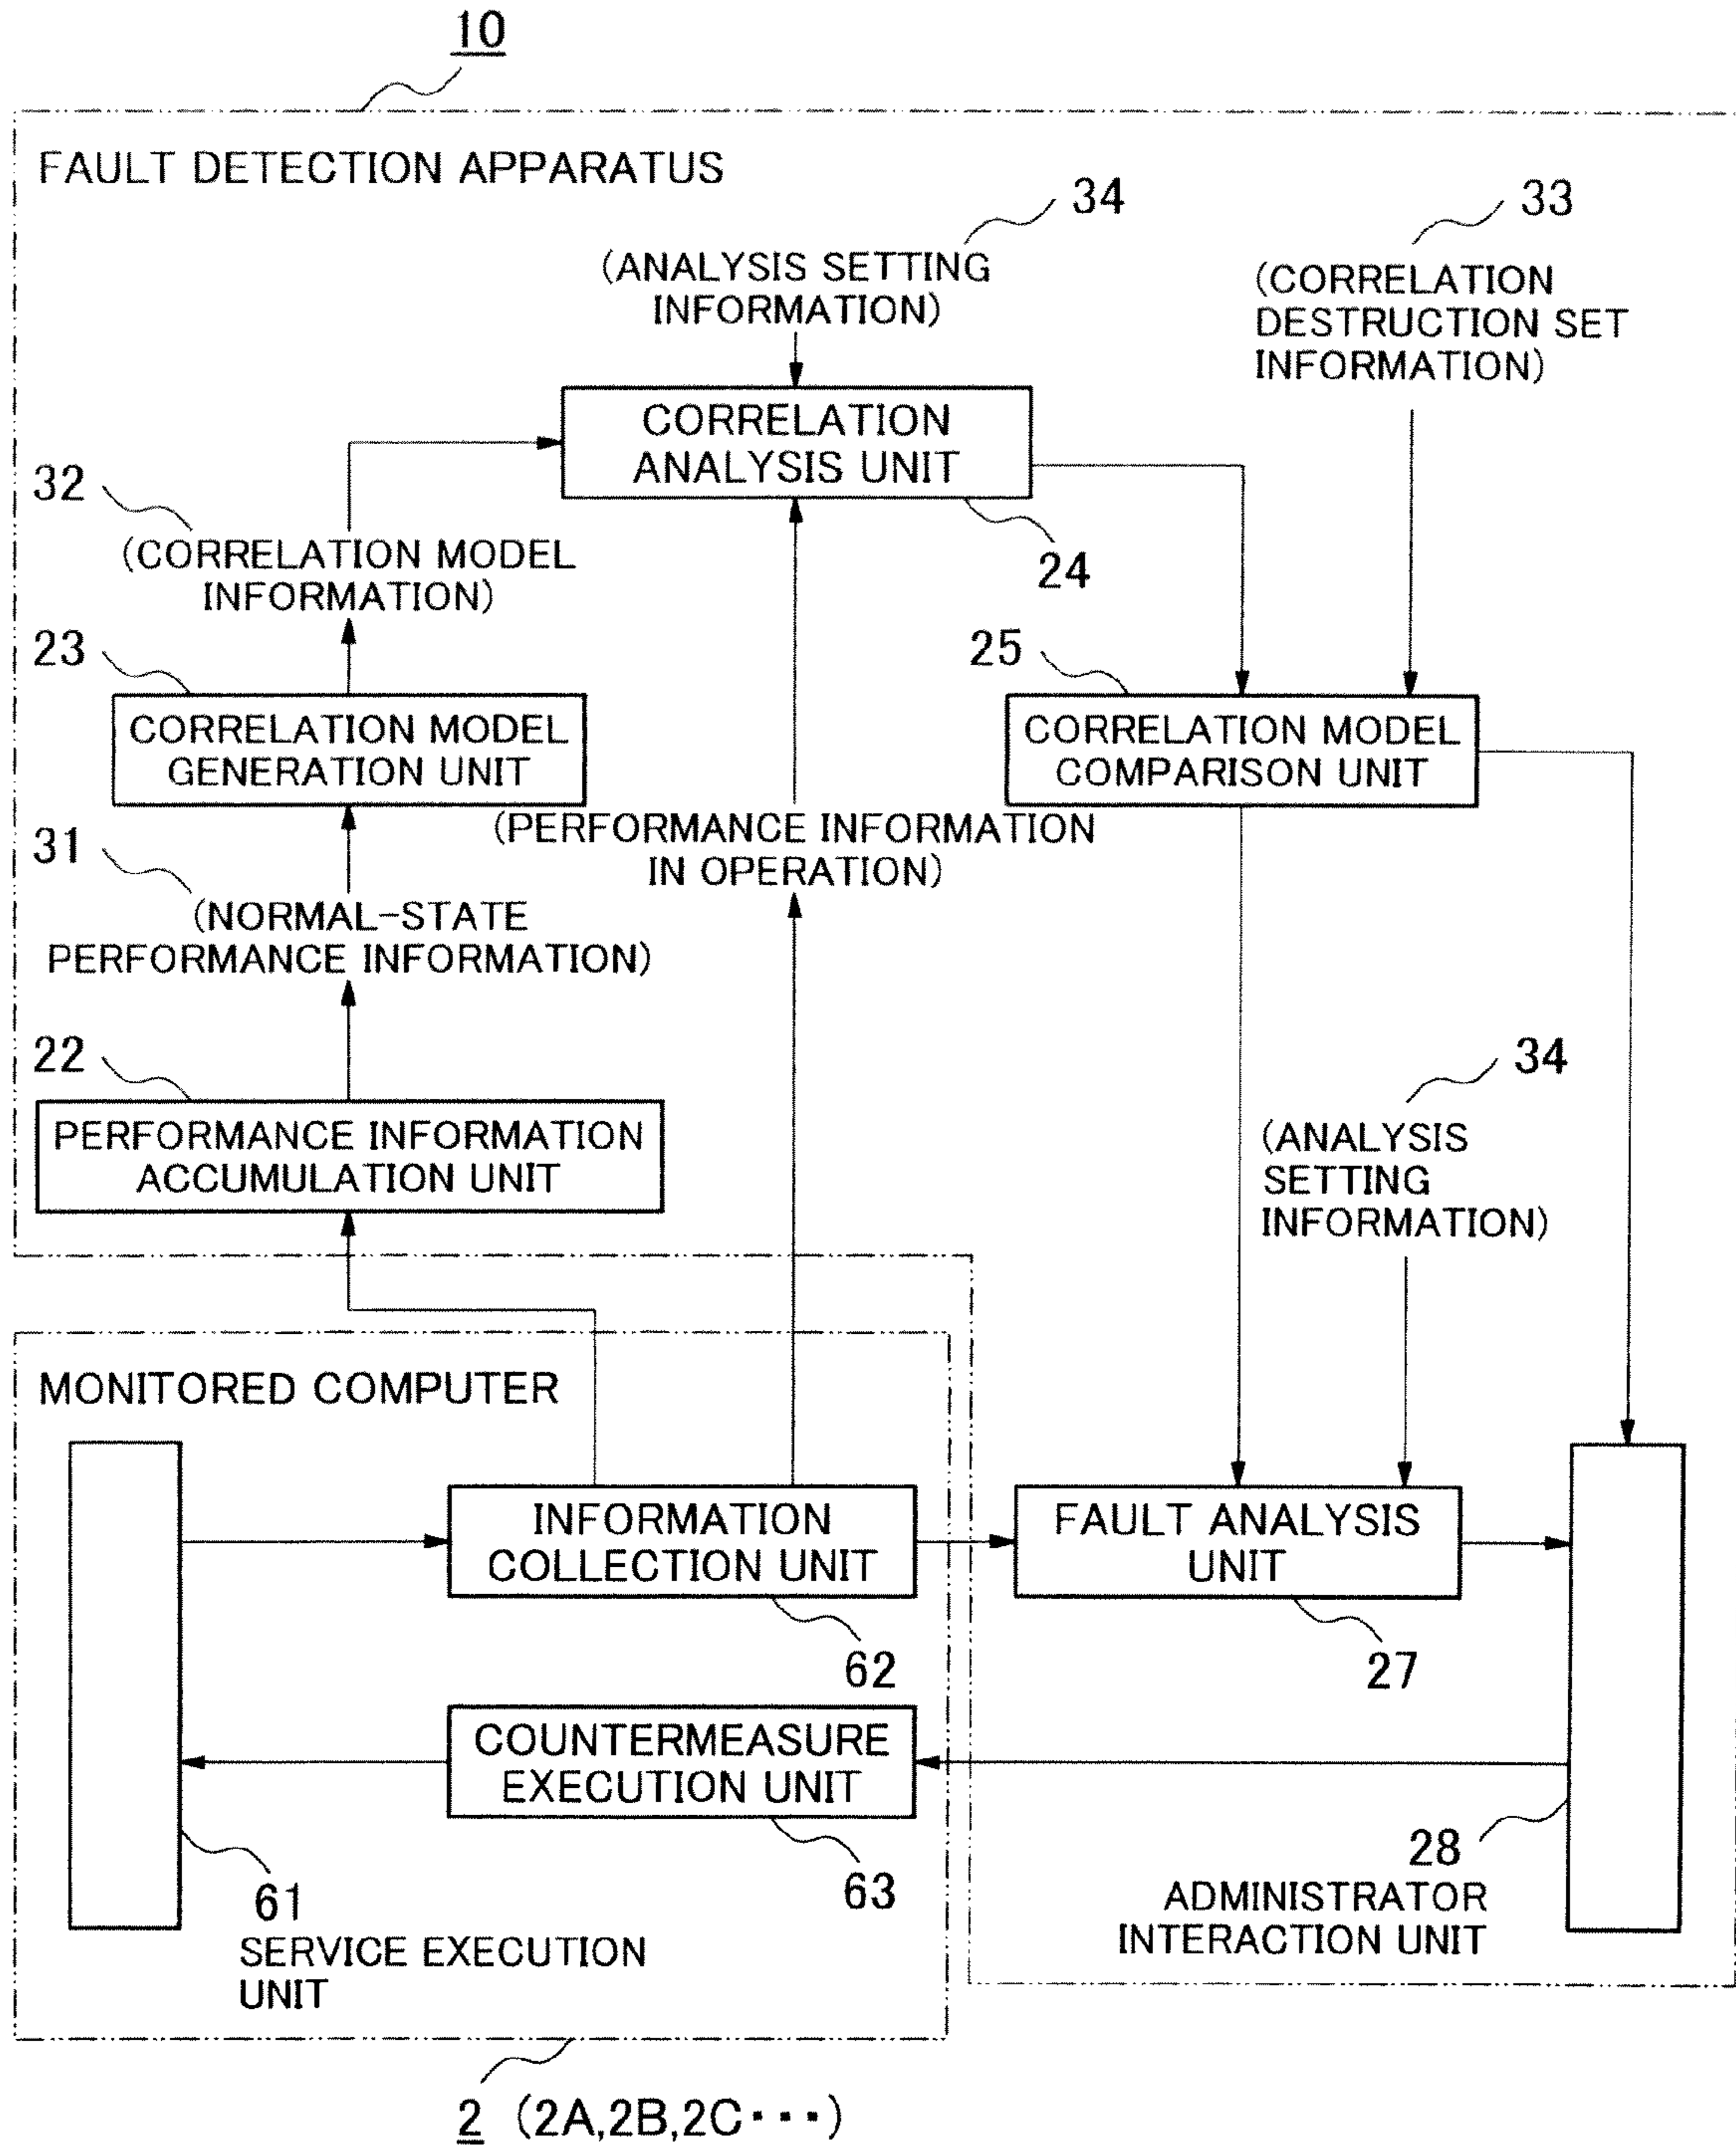 10
FAULT DETECTION APPARATUS
34
33
(ANALYSIS SETTING
INFORMATION)
(CORRELATION
DESTRUCTION SET
INFORMATION)
CORRELATION
ANALYSIS UNIT
32
24
(CORRELATION MODEL
INFORMATION)
23
25
CORRELATION MODEL
GENERATION UNIT
CORRELATION MODEL
COMPARISON UNIT
31
(PERFORMANCE INFORMATION
IN OPERATION)
(NORMAL-STATE
PERFORMANCE INFORMATION)
22
34
PERFORMANCE INFORMATION
ACCUMULATION UNIT
(ANALYSIS
SETTING
INFORMATION)
MONITORED COMPUTER
INFORMATION
COLLECTION UNIT
FAULT ANALYSIS
UNIT
62
27
COUNTERMEASURE
EXECUTION UNIT
63
61
SERVICE EXECUTION
UNIT
28
ADMINISTRATOR
INTERACTION UNIT
2 (2A,2B,2C･･･)